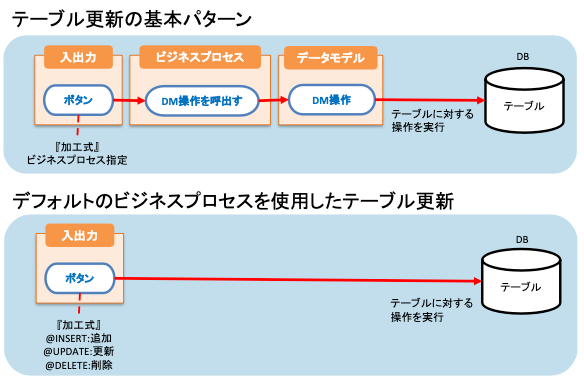 テーブル更新の基本パターン
入出力
ビジネスプロセス
データモデル
DB
ボタン
DM操作を呼出す
DM操作
テーブル
テーブルに対する
操作を実行
『加工式』
ビジネスプロセス指定
デフォルトのビジネスプロセスを使用したテーブル更新
入出力
DB
ボタン
テーブル
テーブルに対する
操作を実行
『加工式』
@INSERT:追加
@UPDATE:更新
@DELETE:削除